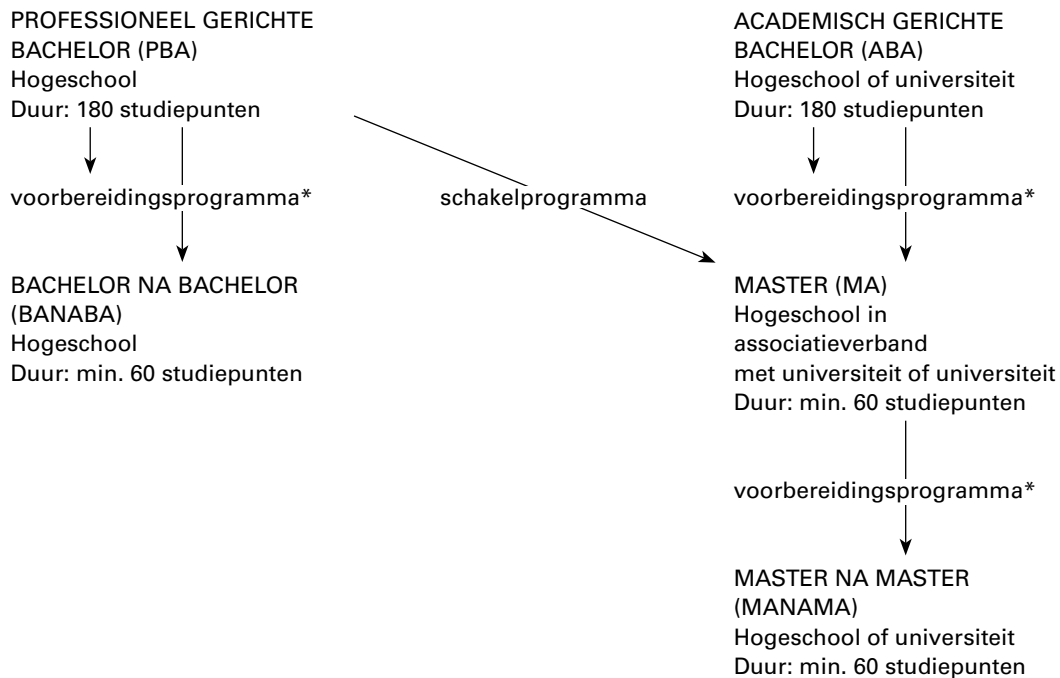 PROFESSIONEEL GERICHTE
BACHELOR (PBA)
Hogeschool
Duur: 180 studiepunten
voorbereidingsprogramma*
BACHELOR NA BACHELOR
(BANABA)
Hogeschool
Duur: min. 60 studiepunten
schakelprogramma
ACADEMISCH GERICHTE
BACHELOR (ABA)
Hogeschool of universiteit
Duur: 180 studiepunten
voorbereidingsprogramma*
MASTER (MA)
Hogeschool in
associatieverband
met universiteit of universiteit
Duur: min. 60 studiepunten
voorbereidingsprogramma*
MASTER NA MASTER
(MANAMA)
Hogeschool of universiteit
Duur: min. 60 studiepunten